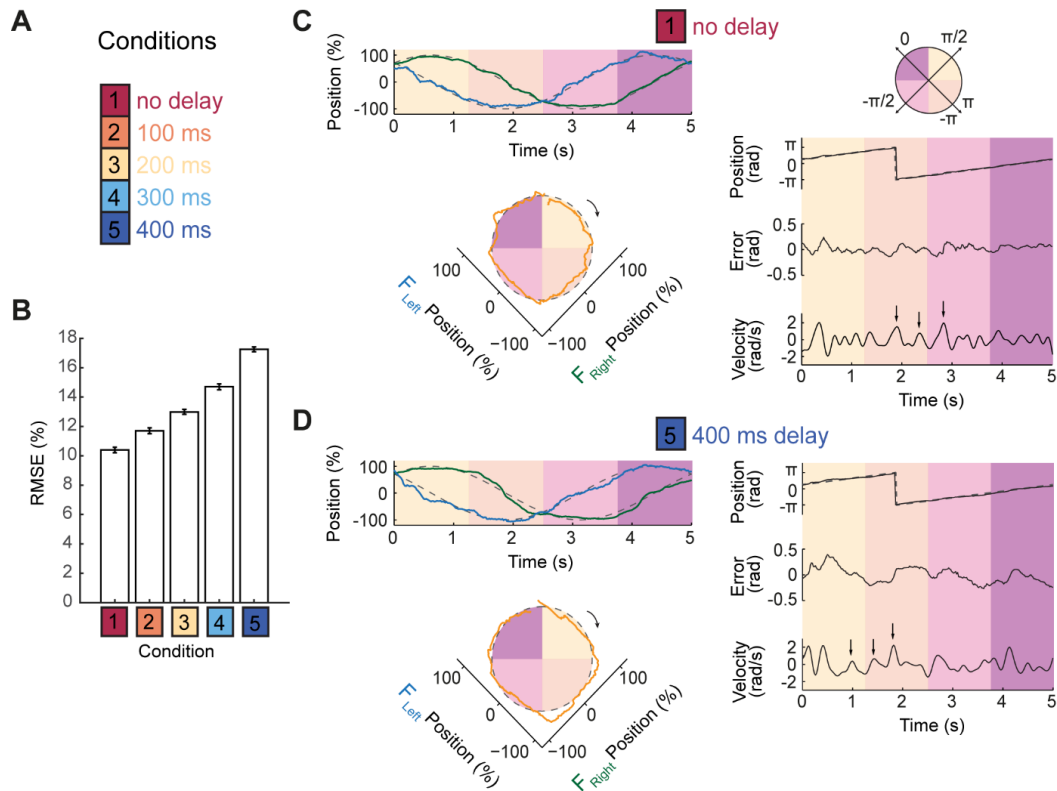 A
Conditions
1 no delay
2 100 ms
3 200 ms
4 300 ms
5 400 ms
B
RMSE (%)
18
16
14
12
10
8
6
4
2
0
1 2 3 4 5
Condition
C
1 no delay
Position (%)
100
0
-100
0 1 2 3 4 5
Time (s)
100
0
−100
F Left Position (%)
100
0
−100
F Right Position (%)
0 π/2
-π/2 π
-π
Position (rad)
π
0
-π
Error (rad)
0.5
0
-0.5
Velocity (rad/s)
2
0
-2
0 1 2 3 4 5
Time (s)
D
5 400 ms delay
Position (%)
100
0
-100
0 1 2 3 4 5
Time (s)
100
0
−100
F Left Position (%)
100
0
−100
F Right Position (%)
Position (rad)
π
0
-π
Error (rad)
0.5
0
-0.5
Velocity (rad/s)
2
0
-2
0 1 2 3 4 5
Time (s)